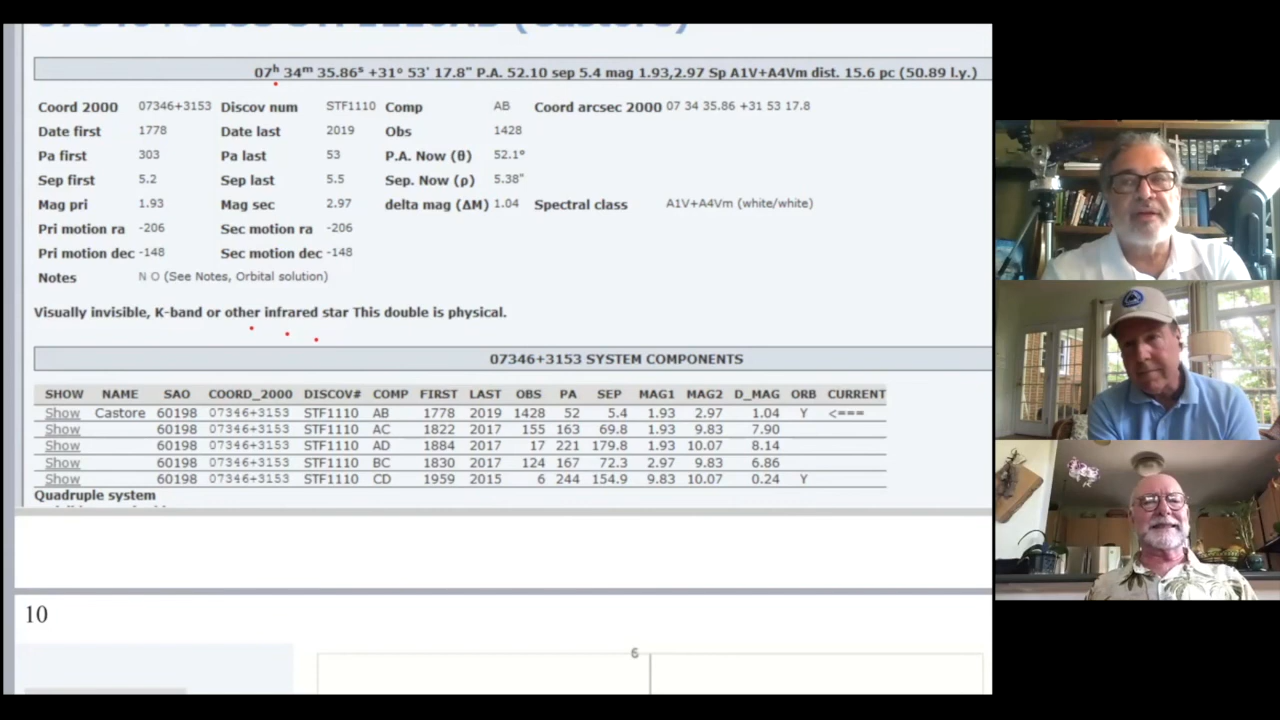 07ʰ 34ᵐ 35.86ˢ +31° 53' 17.8" P.A. 52.10 sep 5.4 mag 1.93,2.97 Sp A1V+A4Vm dist. 15.6 pc (50.89 l.y.)
Coord 2000 07346+3153 Discov num STF1110 Comp AB Coord arcsec 2000 07 34 35.86 +31 53 17.8
Date first 1778 Date last 2019 Obs 1428
Pa first 303 Pa last 53 P.A. Now (θ) 52.1°
Sep first 5.2 Sep last 5.5 Sep. Now (ρ) 5.38"
Mag pri 1.93 Mag sec 2.97 delta mag (ΔM) 1.04 Spectral class A1V+A4Vm (white/white)
Pri motion ra -206 Sec motion ra -206
Pri motion dec -148 Sec motion dec -148
Notes N O (See Notes, Orbital solution)
Visually invisible, K-band or other infrared star This double is physical.
07346+3153 SYSTEM COMPONENTS
SHOW NAME SAO COORD_2000 DISCOV# COMP FIRST LAST OBS PA SEP MAG1 MAG2 D_MAG ORB CURRENT
Show Castore 60198 07346+3153 STF1110 AB 1778 2019 1428 52 5.4 1.93 2.97 1.04 Y <===
Show 60198 07346+3153 STF1110 AC 1822 2017 155 163 69.8 1.93 9.83 7.90
Show 60198 07346+3153 STF1110 AD 1884 2017 17 221 179.8 1.93 10.07 8.14
Show 60198 07346+3153 STF1110 BC 1830 2017 124 167 72.3 2.97 9.83 6.86
Show 60198 07346+3153 STF1110 CD 1959 2015 6 244 154.9 9.83 10.07 0.24 Y
Quadruple system
10
6